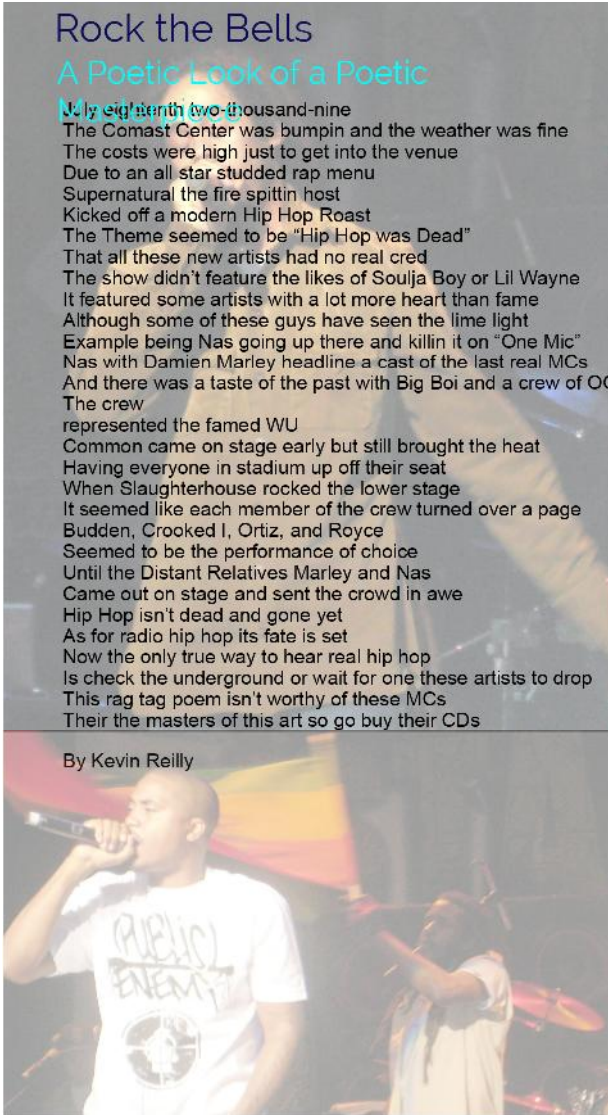 Rock the Bells
A Poetic Look of a Poetic
Masterpiece
July eighteenth two-thousand-nine
The Comast Center was bumpin and the weather was fine
The costs were high just to get into the venue
Due to an all star studded rap menu
Supernatural the fire spittin host
Kicked off a modern Hip Hop Roast
The Theme seemed to be “Hip Hop was Dead”
That all these new artists had no real cred
The show didn’t feature the likes of Soulja Boy or Lil Wayne
It featured some artists with a lot more heart than fame
Although some of these guys have seen the lime light
Example being Nas going up there and killin it on “One Mic”
Nas with Damien Marley headline a cast of the last real MCs
And there was a taste of the past with Big Boi and a crew of
The crew
represented the famed WU
Common came on stage early but still brought the heat
Having everyone in stadium up off their seat
When Slaughterhouse rocked the lower stage
It seemed like each member of the crew turned over a page
Budden, Crooked I, Ortiz, and Royce
Seemed to be the performance of choice
Until the Distant Relatives Marley and Nas
Came out on stage and sent the crowd in awe
Hip Hop isn’t dead and gone yet
As for radio hip hop its fate is set
Now the only true way to hear real hip hop
Is check the underground or wait for one these artists to drop
This rag tag poem isn’t worthy of these MCs
Their the masters of this art so go buy their CDs
By Kevin Reilly
PUBLIC
ENEMY